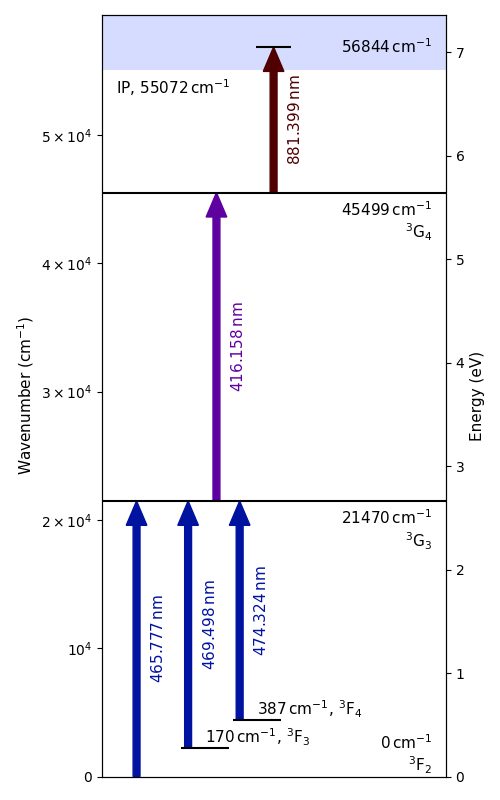 56844 cm⁻¹
IP, 55072 cm⁻¹
881.399 nm
45499 cm⁻¹
³G₄
416.158 nm
21470 cm⁻¹
³G₃
465.777 nm
469.498 nm
474.324 nm
387 cm⁻¹, ³F₄
170 cm⁻¹, ³F₃
0 cm⁻¹
³F₂
Wavenumber (cm⁻¹)
5 × 10⁴
4 × 10⁴
3 × 10⁴
2 × 10⁴
10⁴
0
Energy (eV)
7
6
5
4
3
2
1
0